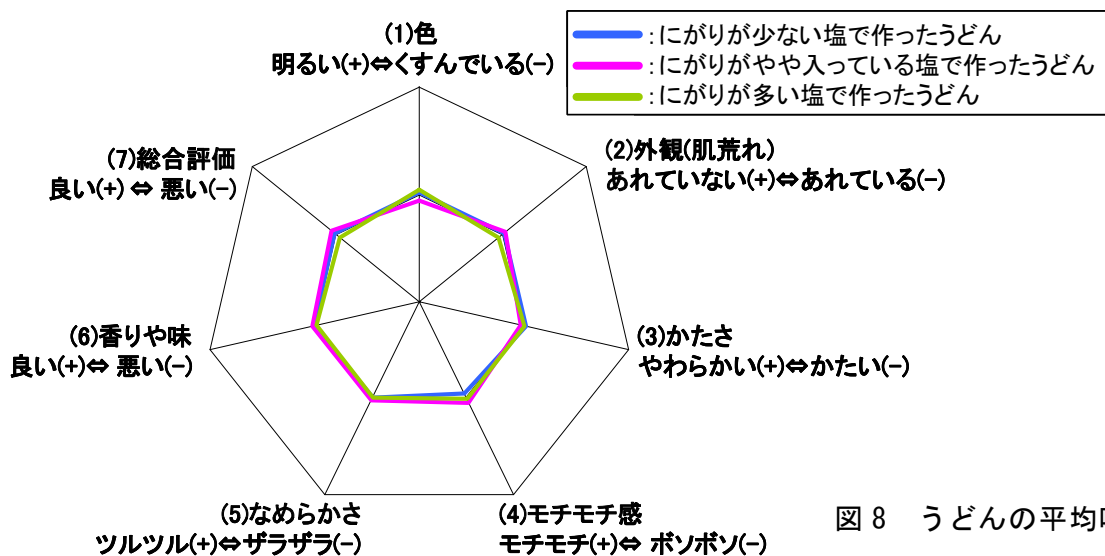 (1)色
明るい(+)⇔くすんでいる(−)
:にがりが少ない塩で作ったうどん
:にがりがやや入っている塩で作ったうどん
:にがりが多い塩で作ったうどん
(2)外観(肌荒れ)
あれていない(+)⇔あれている(−)
(3)かたさ
やわらかい(+)⇔かたい(−)
(4)モチモチ感
モチモチ(+)⇔ ボソボソ(−)
(5)なめらかさ
ツルツル(+)⇔ザラザラ(−)
(6)香りや味
良い(+)⇔ 悪い(−)
(7)総合評価
良い(+) ⇔ 悪い(−)
図8 うどんの平均